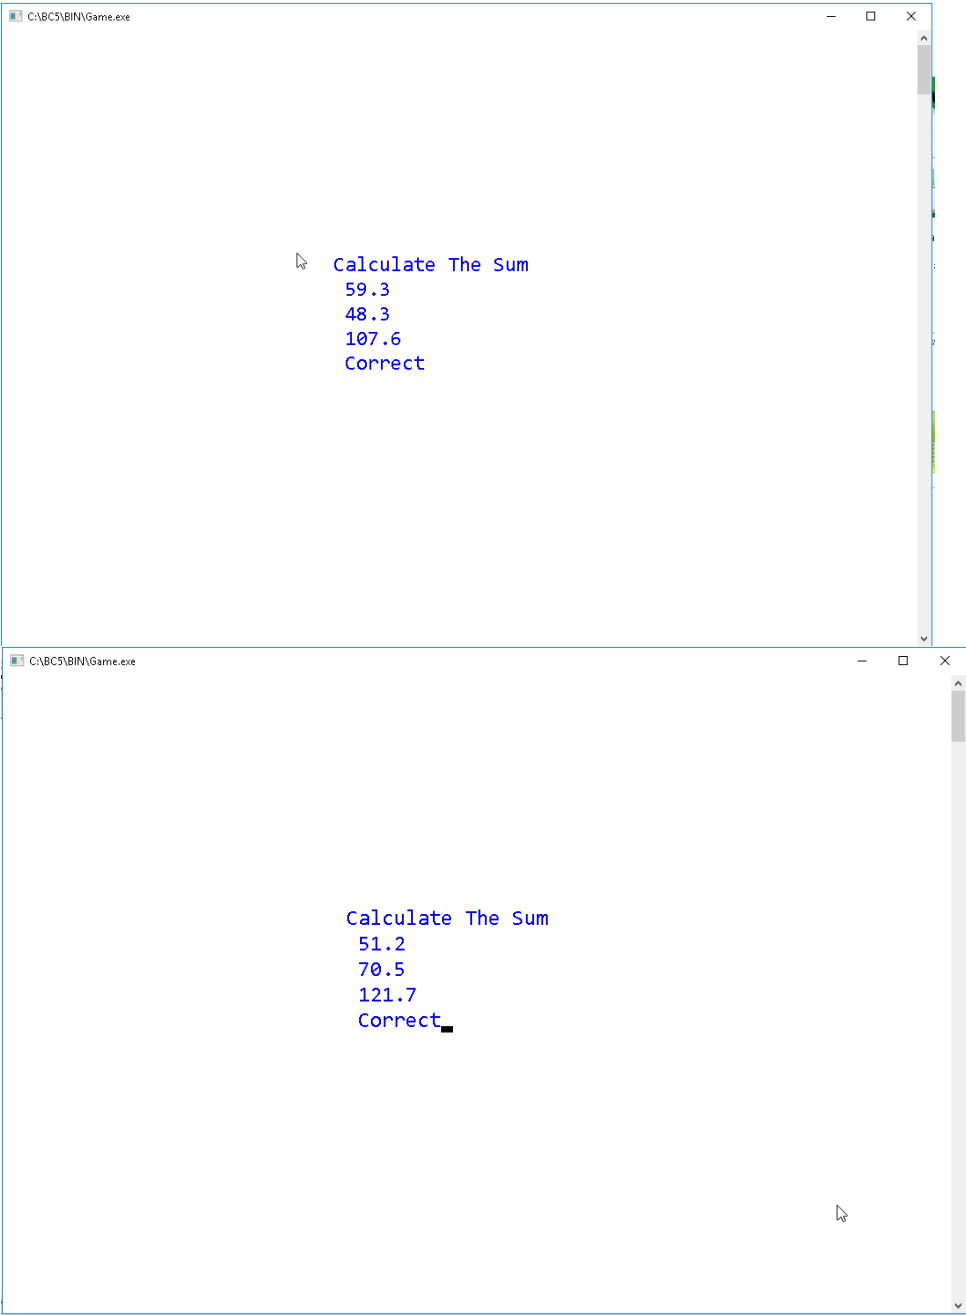 C:\BC5\BIN\Game.exe
Calculate The Sum
59.3
48.3
107.6
Correct
C:\BC5\BIN\Game.exe
Calculate The Sum
51.2
70.5
121.7
Correct